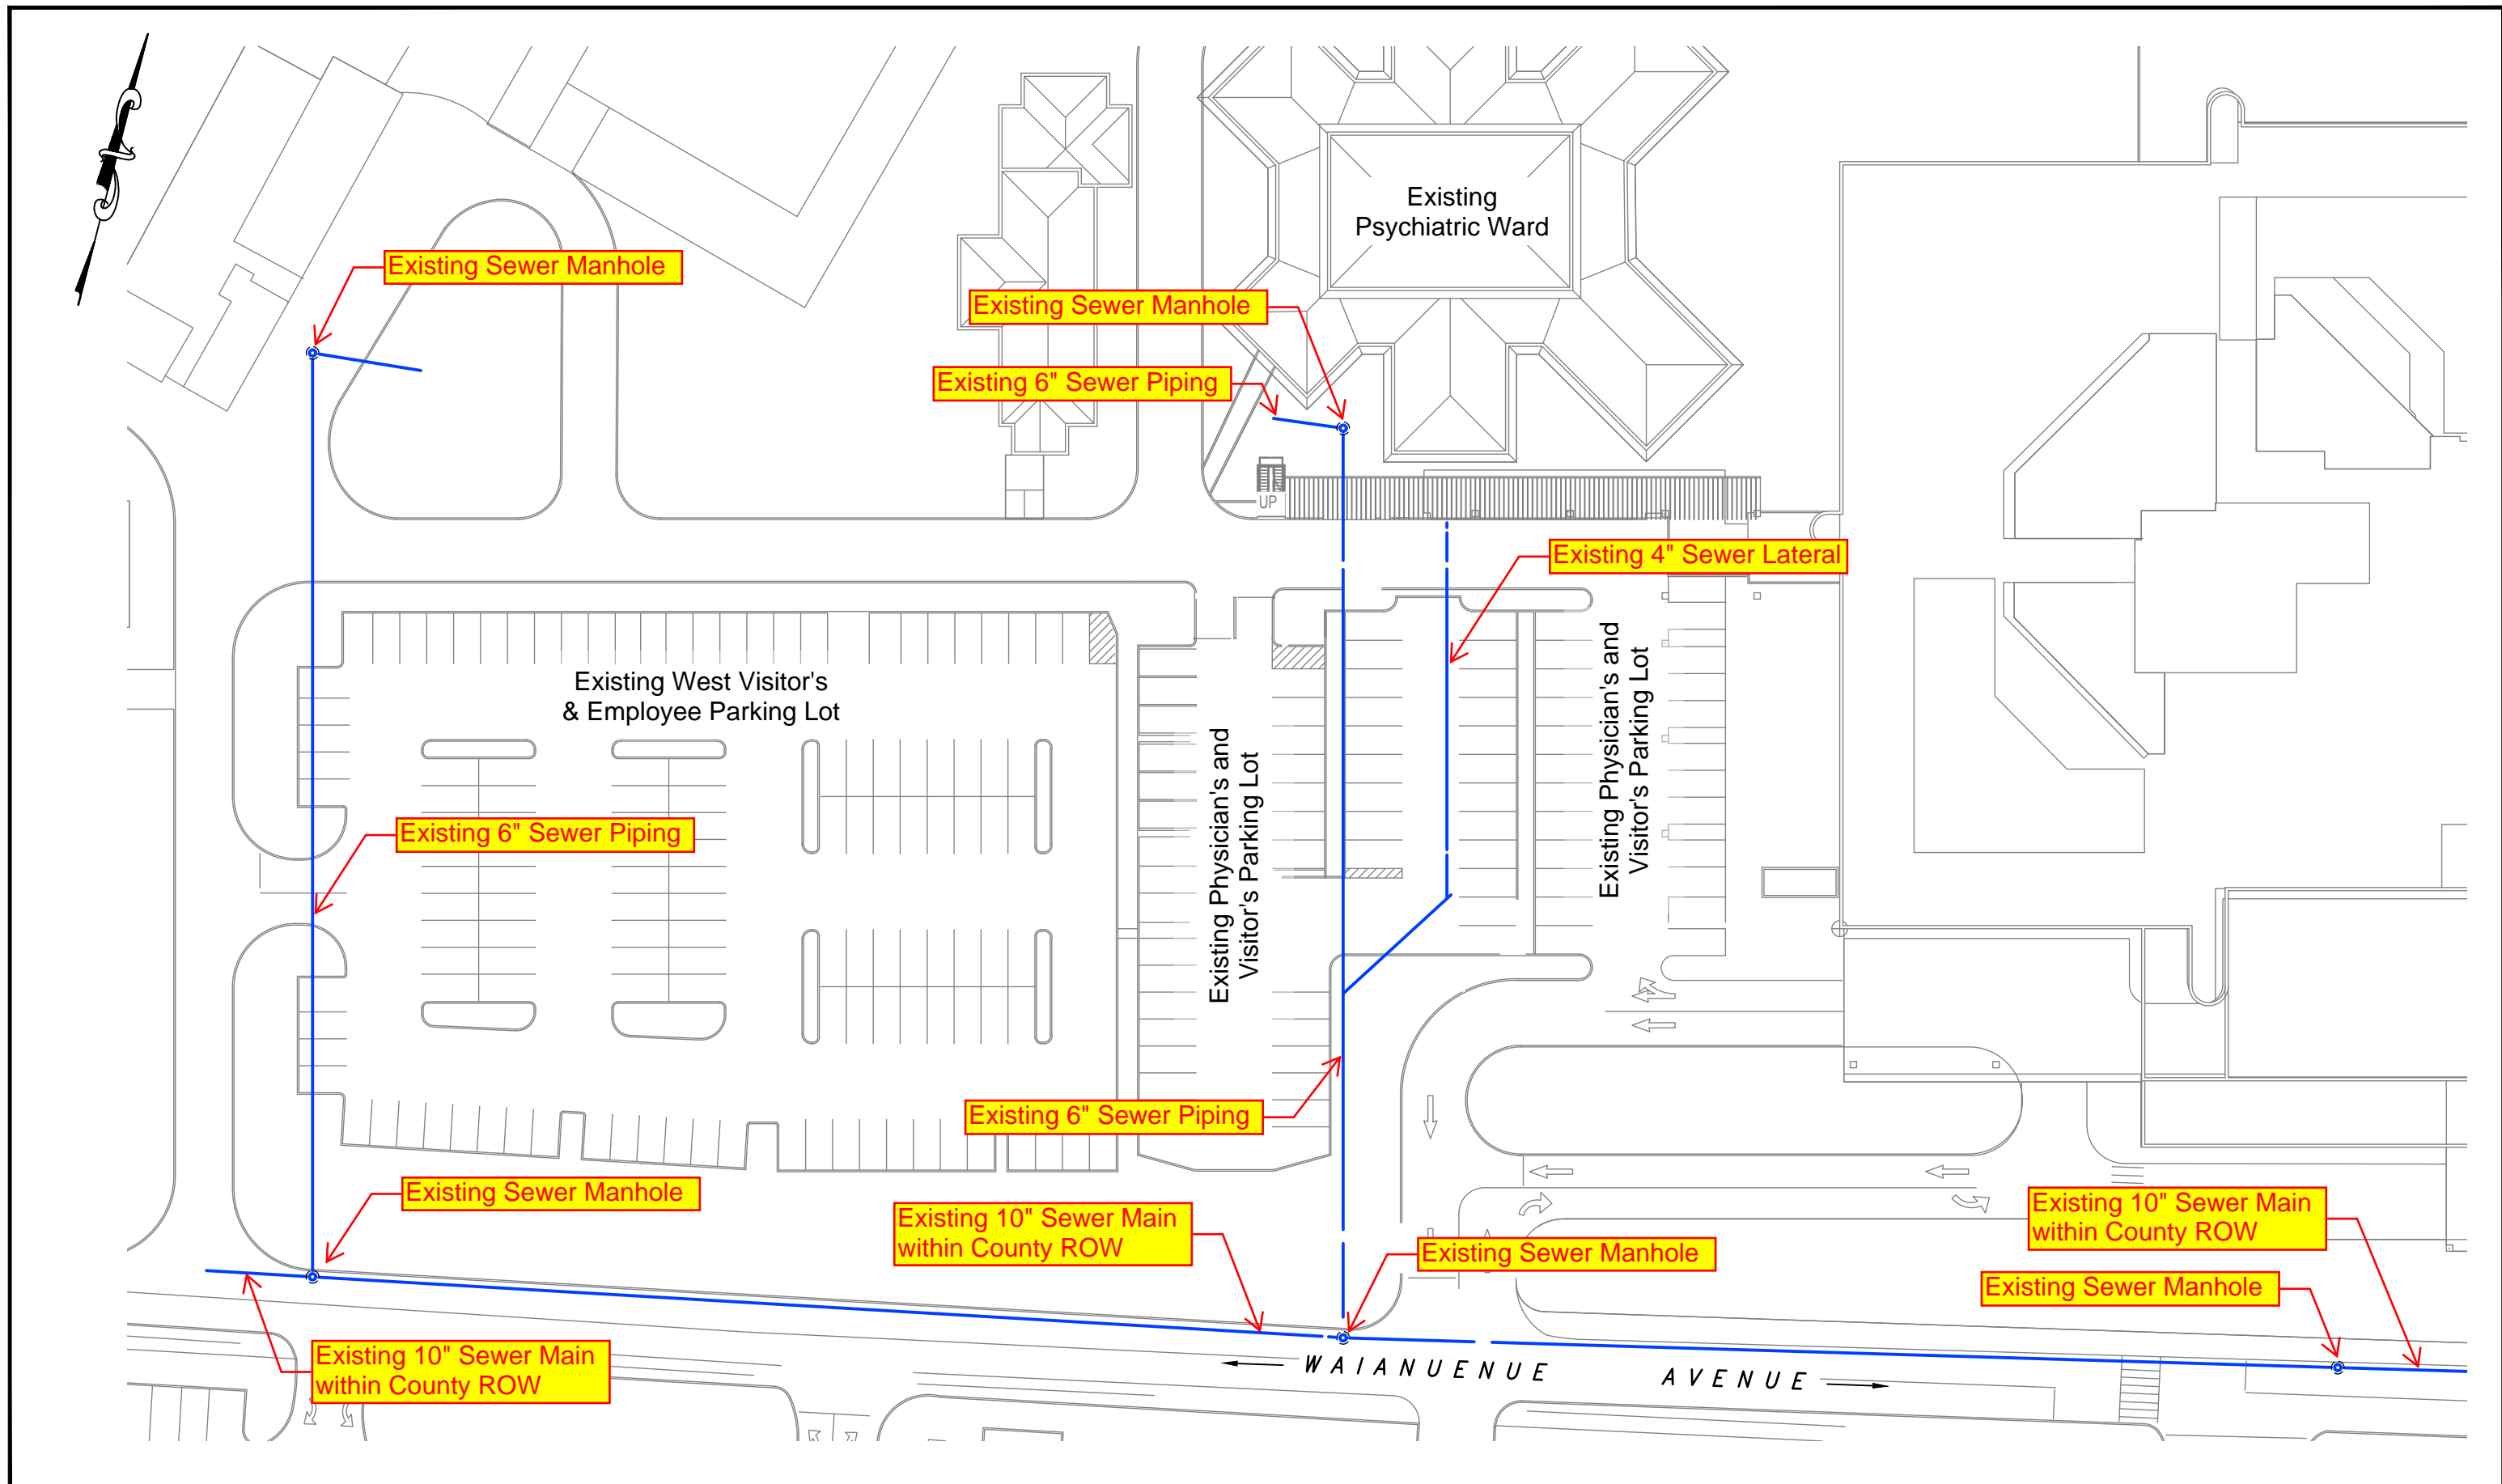 Existing
Psychiatric Ward
Existing Sewer Manhole
Existing Sewer Manhole
Existing 6" Sewer Piping
UP
Existing 4" Sewer Lateral
Existing West Visitor's
& Employee Parking Lot
Existing Physician's and
Visitor's Parking Lot
Existing Physician's and
Visitor's Parking Lot
Existing 6" Sewer Piping
Existing 6" Sewer Piping
Existing Sewer Manhole
Existing 10" Sewer Main
within County ROW
Existing Sewer Manhole
Existing 10" Sewer Main
within County ROW
Existing Sewer Manhole
Existing 10" Sewer Main
within County ROW
WAIANUENUE AVENUE